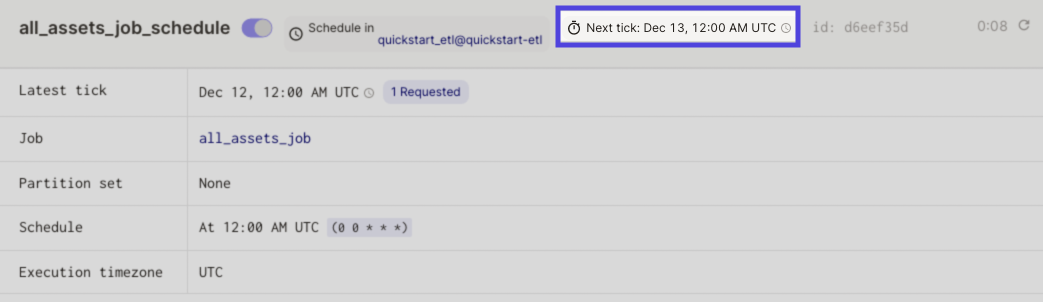 all_assets_job_schedule Schedule in quickstart_etl@quickstart-etl Next tick: Dec 13, 12:00 AM UTC id: d6eef35d 0:08
Latest tick Dec 12, 12:00 AM UTC 1 Requested
Job all_assets_job
Partition set None
Schedule At 12:00 AM UTC (0 0 * * *)
Execution timezone UTC